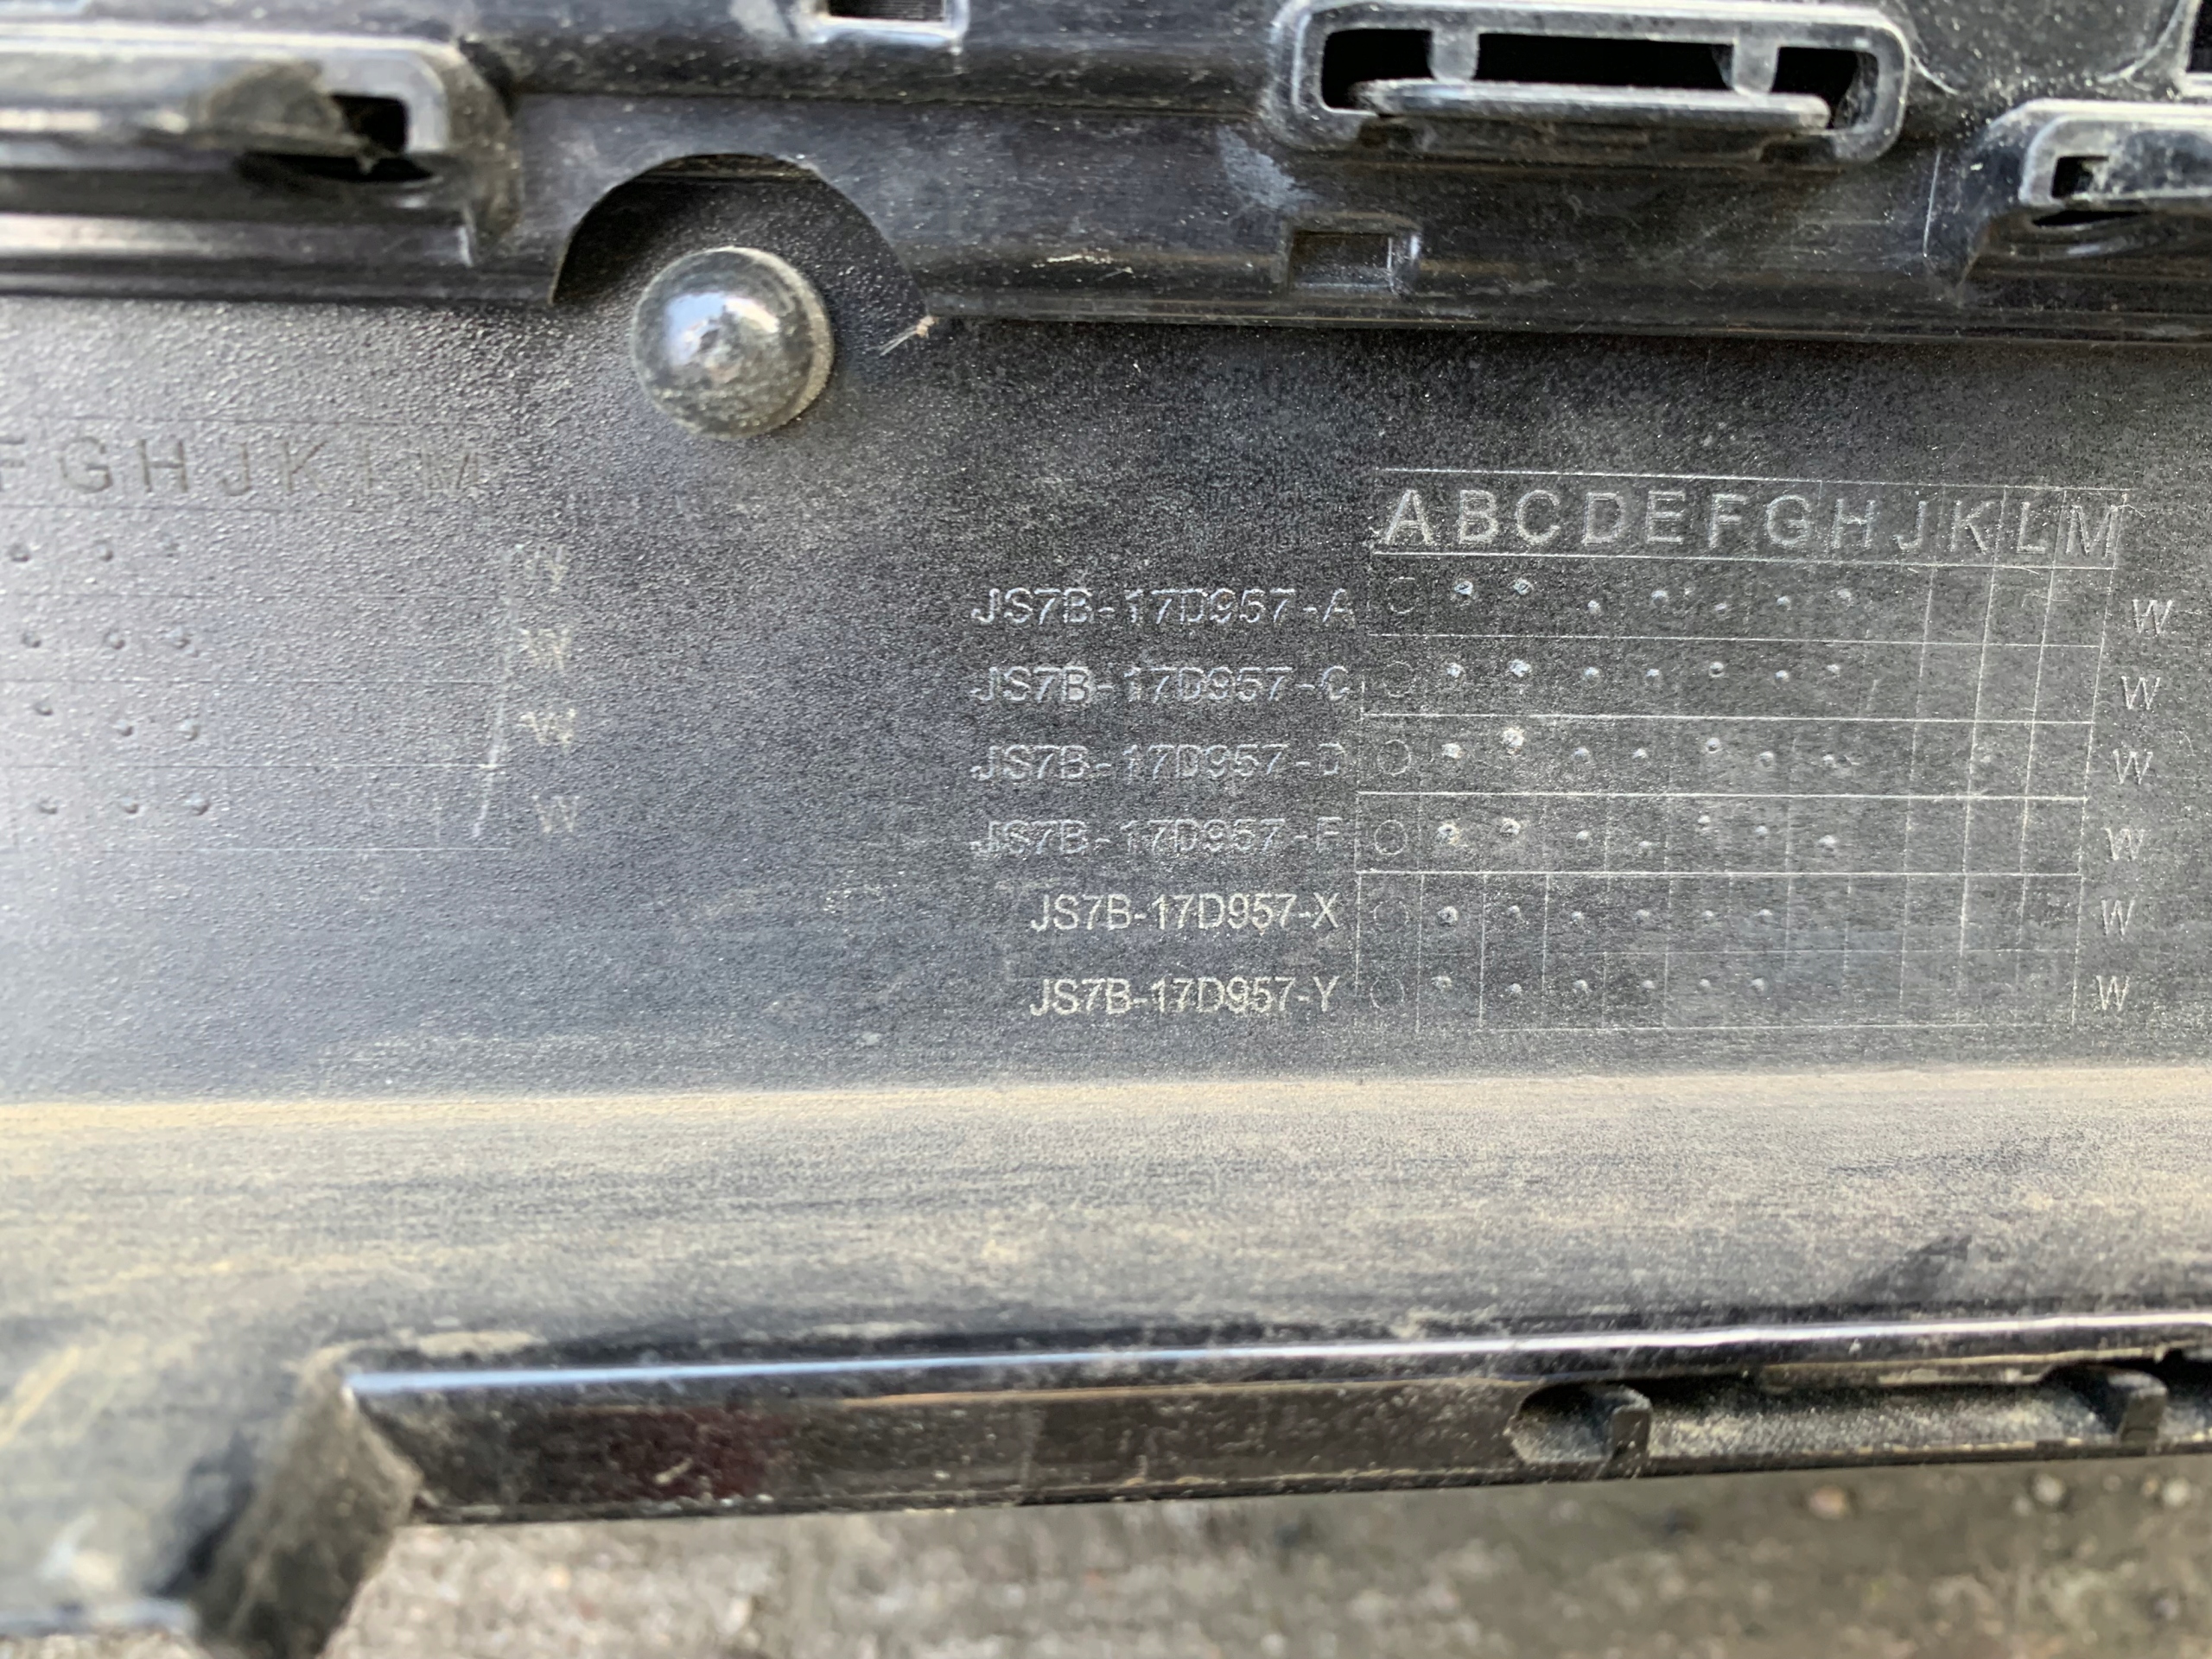 F G H J K L M
W
W
W
W
A B C D E F G H J K L M
JS7B-17D957-A W
JS7B-17D957-C W
JS7B-17D957-D W
JS7B-17D957-E W
JS7B-17D957-X W
JS7B-17D957-Y W